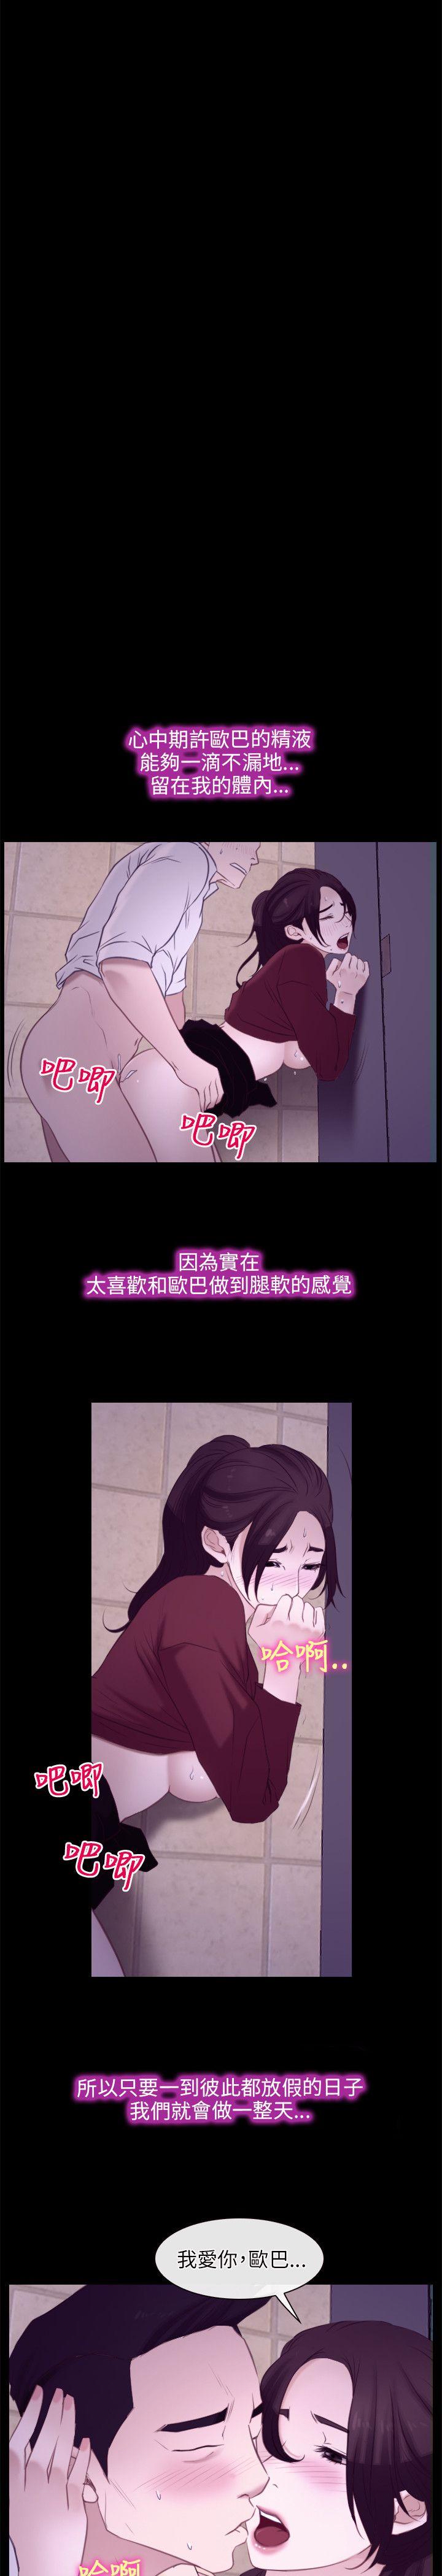 心中期許歐巴的精液
能夠一滴不漏地...
留在我的體內...
吧唧
吧唧
因為實在
太喜歡和歐巴做到腿軟的感覺
哈啊..
吧唧
吧唧
所以只要一到彼此都放假的日子
我們就會做一整天...
我愛你,歐巴...
哈啊